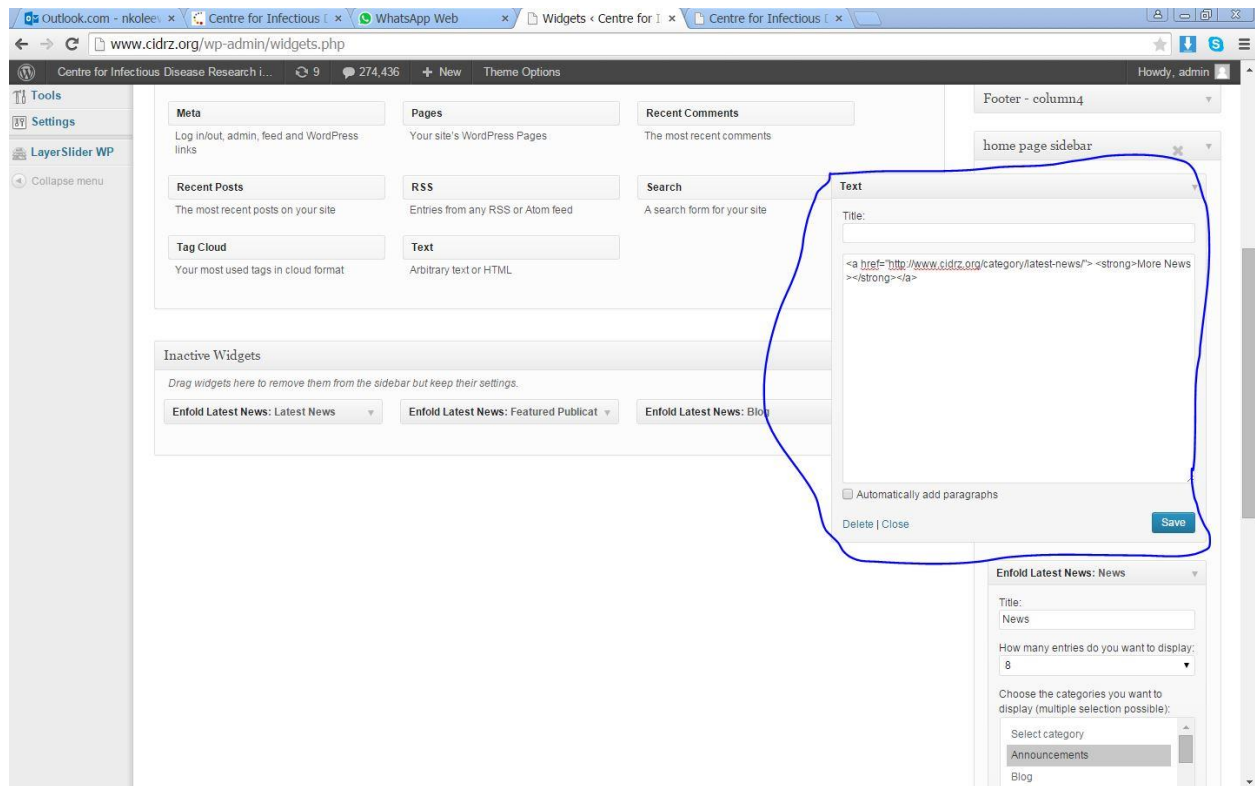 Outlook.com - nkolee
Centre for Infectious
WhatsApp Web
Widgets ‹ Centre for I
Centre for Infectious
www.cidrz.org/wp-admin/widgets.php
Centre for Infectious Disease Research i...
9
274,436
+ New
Theme Options
Howdy, admin
Tools
Settings
LayerSlider WP
Collapse menu
Meta
Log in/out, admin, feed and WordPress
links
Pages
Your site's WordPress Pages
Recent Comments
The most recent comments
Recent Posts
The most recent posts on your site
RSS
Entries from any RSS or Atom feed
Search
A search form for your site
Tag Cloud
Your most used tags in cloud format
Text
Arbitrary text or HTML
Inactive Widgets
Drag widgets here to remove them from the sidebar but keep their settings.
Enfold Latest News: Latest News
Enfold Latest News: Featured Publicat
Enfold Latest News: Blog
Footer - column4
home page sidebar
Text
Title:
<a href="http://www.cidrz.org/category/latest-news/"> <strong>More News
></strong></a>
Automatically add paragraphs
Delete | Close
Save
Enfold Latest News: News
Title:
News
How many entries do you want to display:
8
Choose the categories you want to
display (multiple selection possible):
Select category
Announcements
Blog